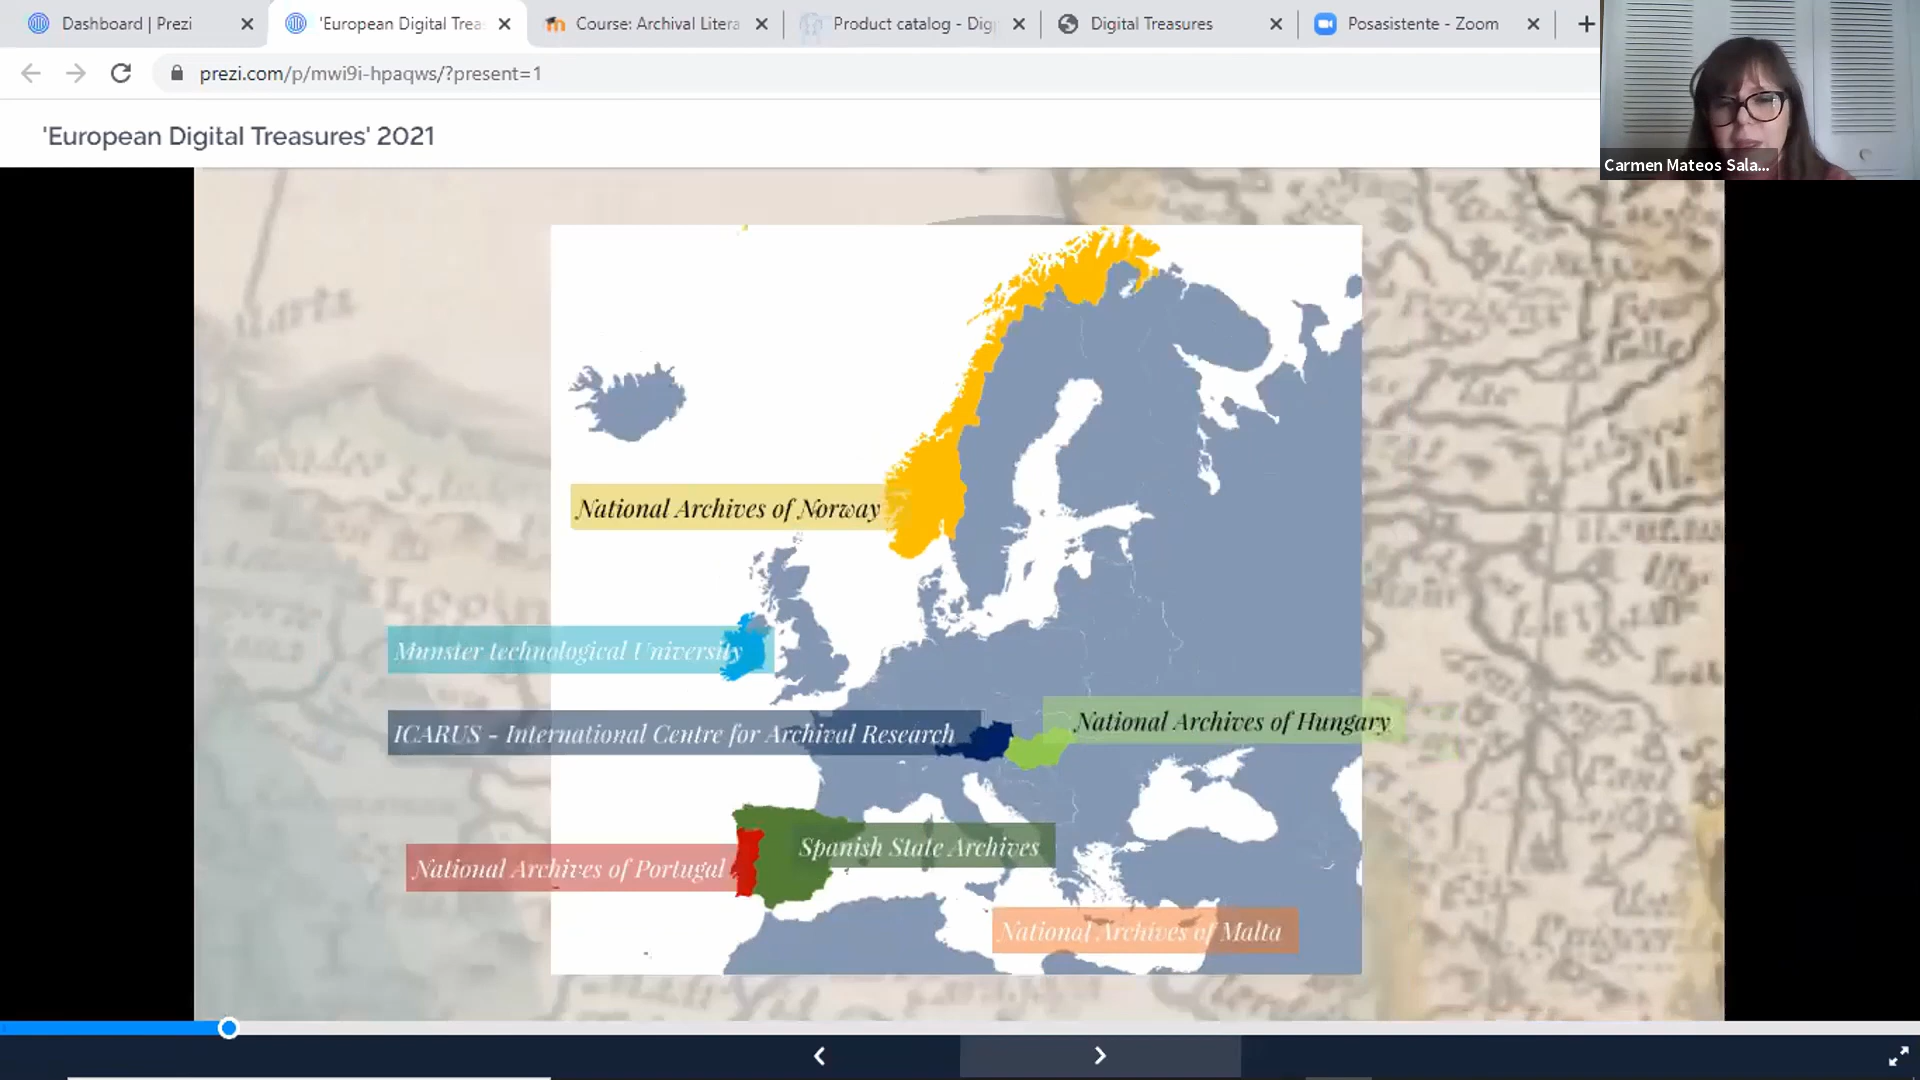 Dashboard | Prezi
'European Digital Trea
Course: Archival Litera
Product catalog - Dig
Digital Treasures
Posasistente - Zoom
prezi.com/p/mwi9i-hpaqws/?present=1
Carmen Mateos Sala...
'European Digital Treasures' 2021
National Archives of Norway
Munster technological University
ICARUS - International Centre for Archival Research
National Archives of Hungary
Spanish State Archives
National Archives of Portugal
National Archives of Malta